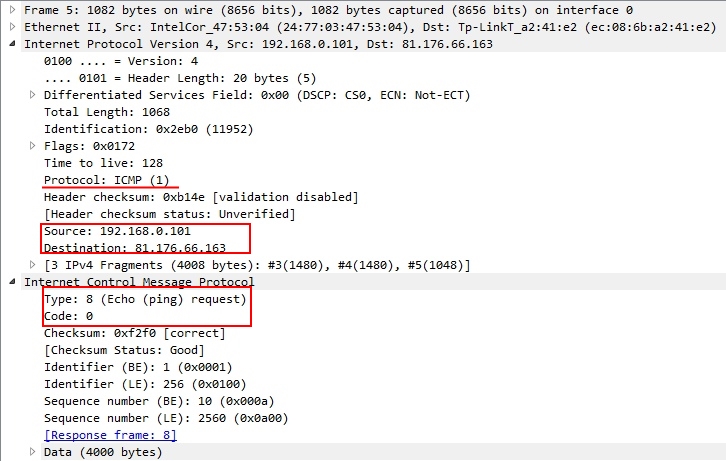 Frame 5: 1082 bytes on wire (8656 bits), 1082 bytes captured (8656 bits) on interface 0
Ethernet II, Src: IntelCor_47:53:04 (24:77:03:47:53:04), Dst: Tp-LinkT_a2:41:e2 (ec:08:6b:a2:41:e2)
Internet Protocol Version 4, Src: 192.168.0.101, Dst: 81.176.66.163
0100 .... = Version: 4
.... 0101 = Header Length: 20 bytes (5)
Differentiated Services Field: 0x00 (DSCP: CS0, ECN: Not-ECT)
Total Length: 1068
Identification: 0x2eb0 (11952)
Flags: 0x0172
Time to live: 128
Protocol: ICMP (1)
Header checksum: 0xb14e [validation disabled]
[Header checksum status: Unverified]
Source: 192.168.0.101
Destination: 81.176.66.163
[3 IPv4 Fragments (4008 bytes): #3(1480), #4(1480), #5(1048)]
Internet Control Message Protocol
Type: 8 (Echo (ping) request)
Code: 0
Checksum: 0xf2f0 [correct]
[Checksum Status: Good]
Identifier (BE): 1 (0x0001)
Identifier (LE): 256 (0x0100)
Sequence number (BE): 10 (0x000a)
Sequence number (LE): 2560 (0x0a00)
[Response frame: 8]
Data (4000 bytes)